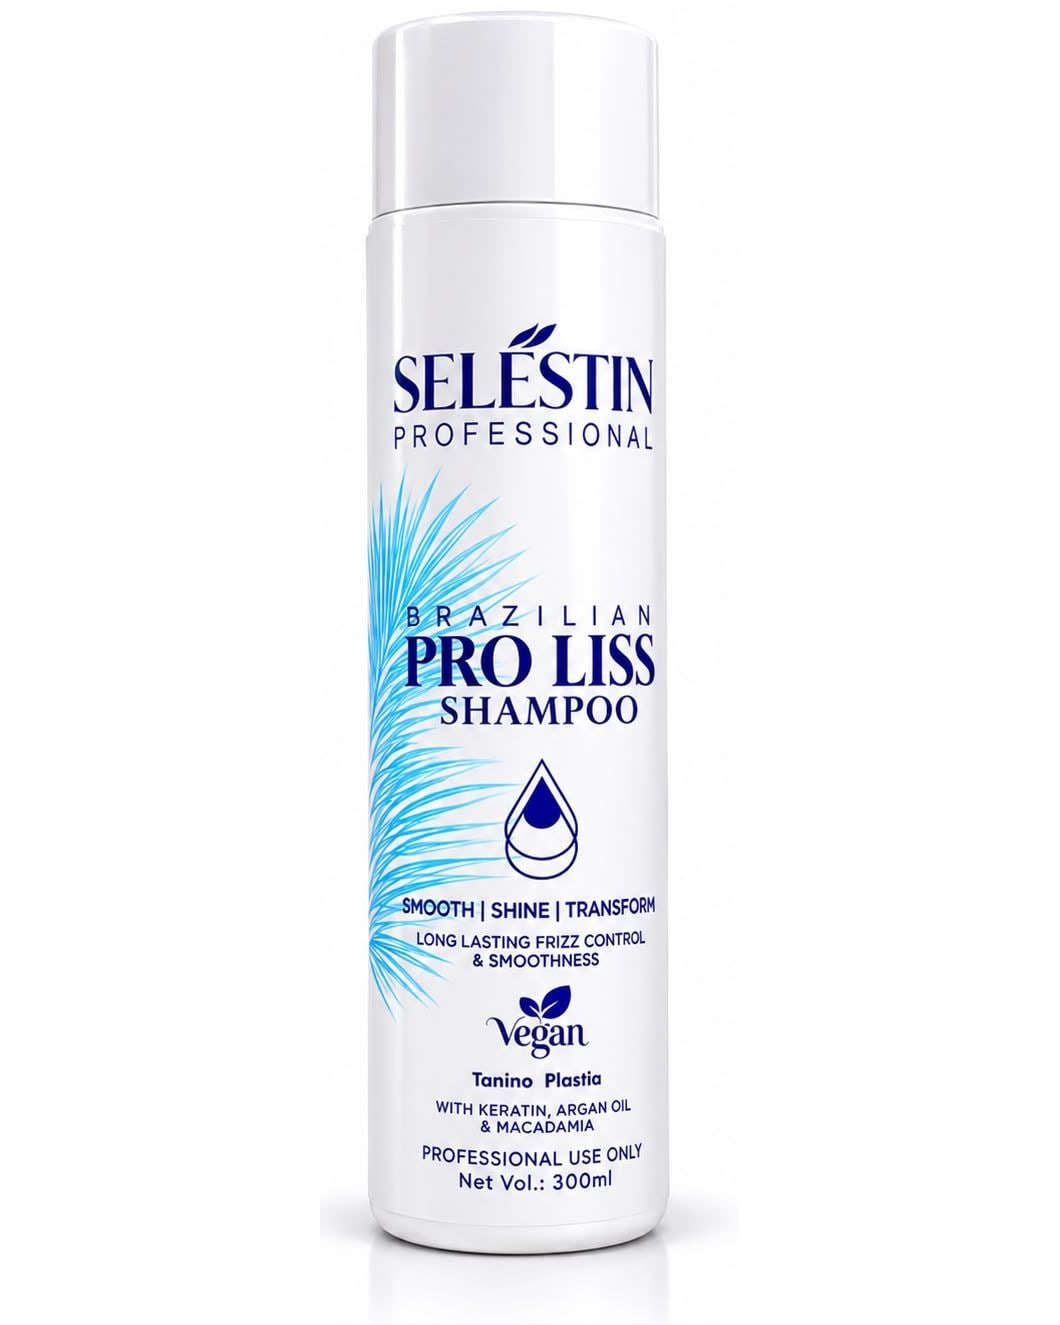 SELÉSTIN
PROFESSIONAL
BRAZILIAN
PRO LISS
SHAMPOO
SMOOTH | SHINE | TRANSFORM
LONG LASTING FRIZZ CONTROL
& SMOOTHNESS
Vegan
Tanino Plastia
WITH KERATIN, ARGAN OIL
& MACADAMIA
PROFESSIONAL USE ONLY
Net Vol.: 300ml